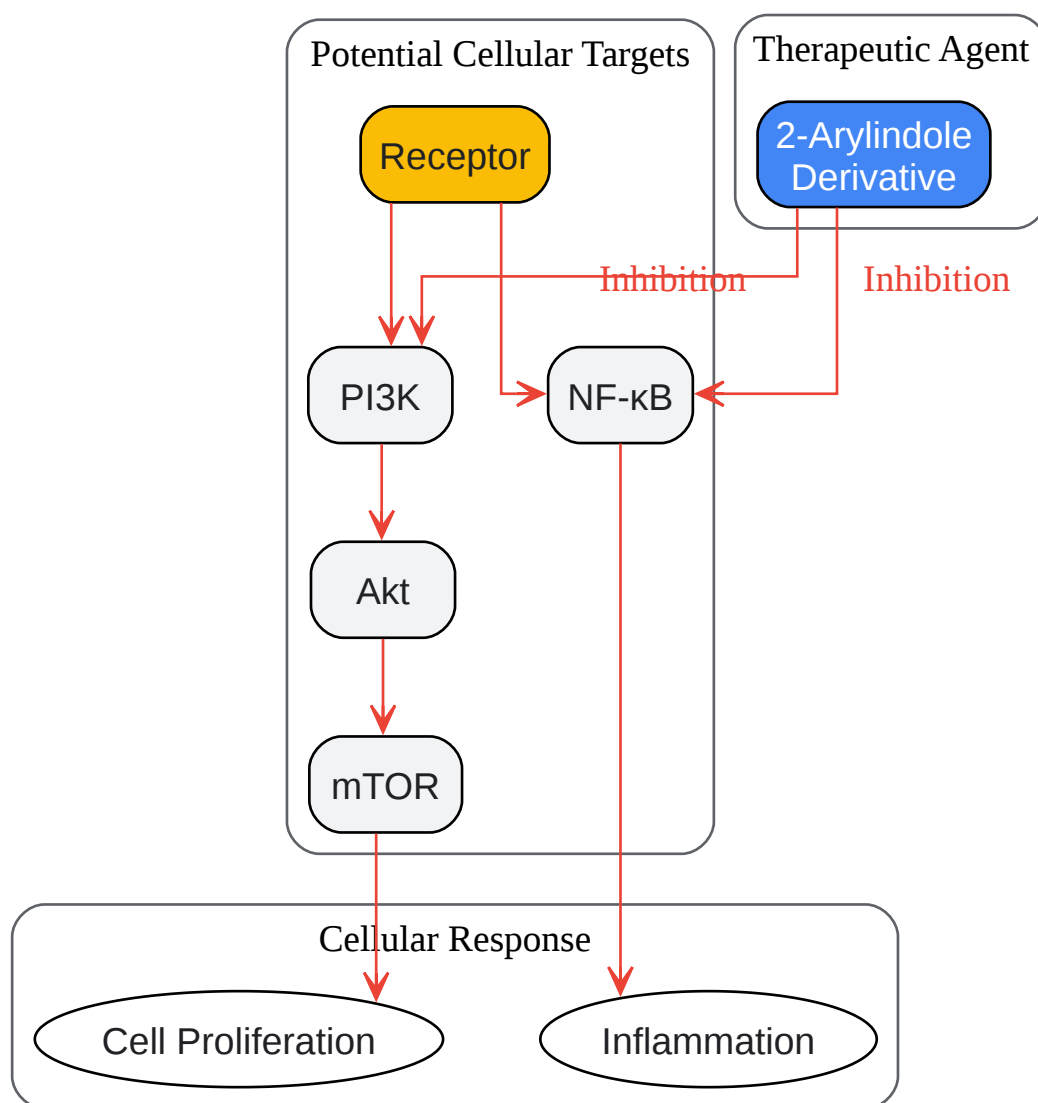 Potential Cellular Targets
Therapeutic Agent
Receptor
2-Arylindole
Derivative
Inhibition
Inhibition
PI3K
NF-κB
Akt
mTOR
Cellular Response
Cell Proliferation
Inflammation